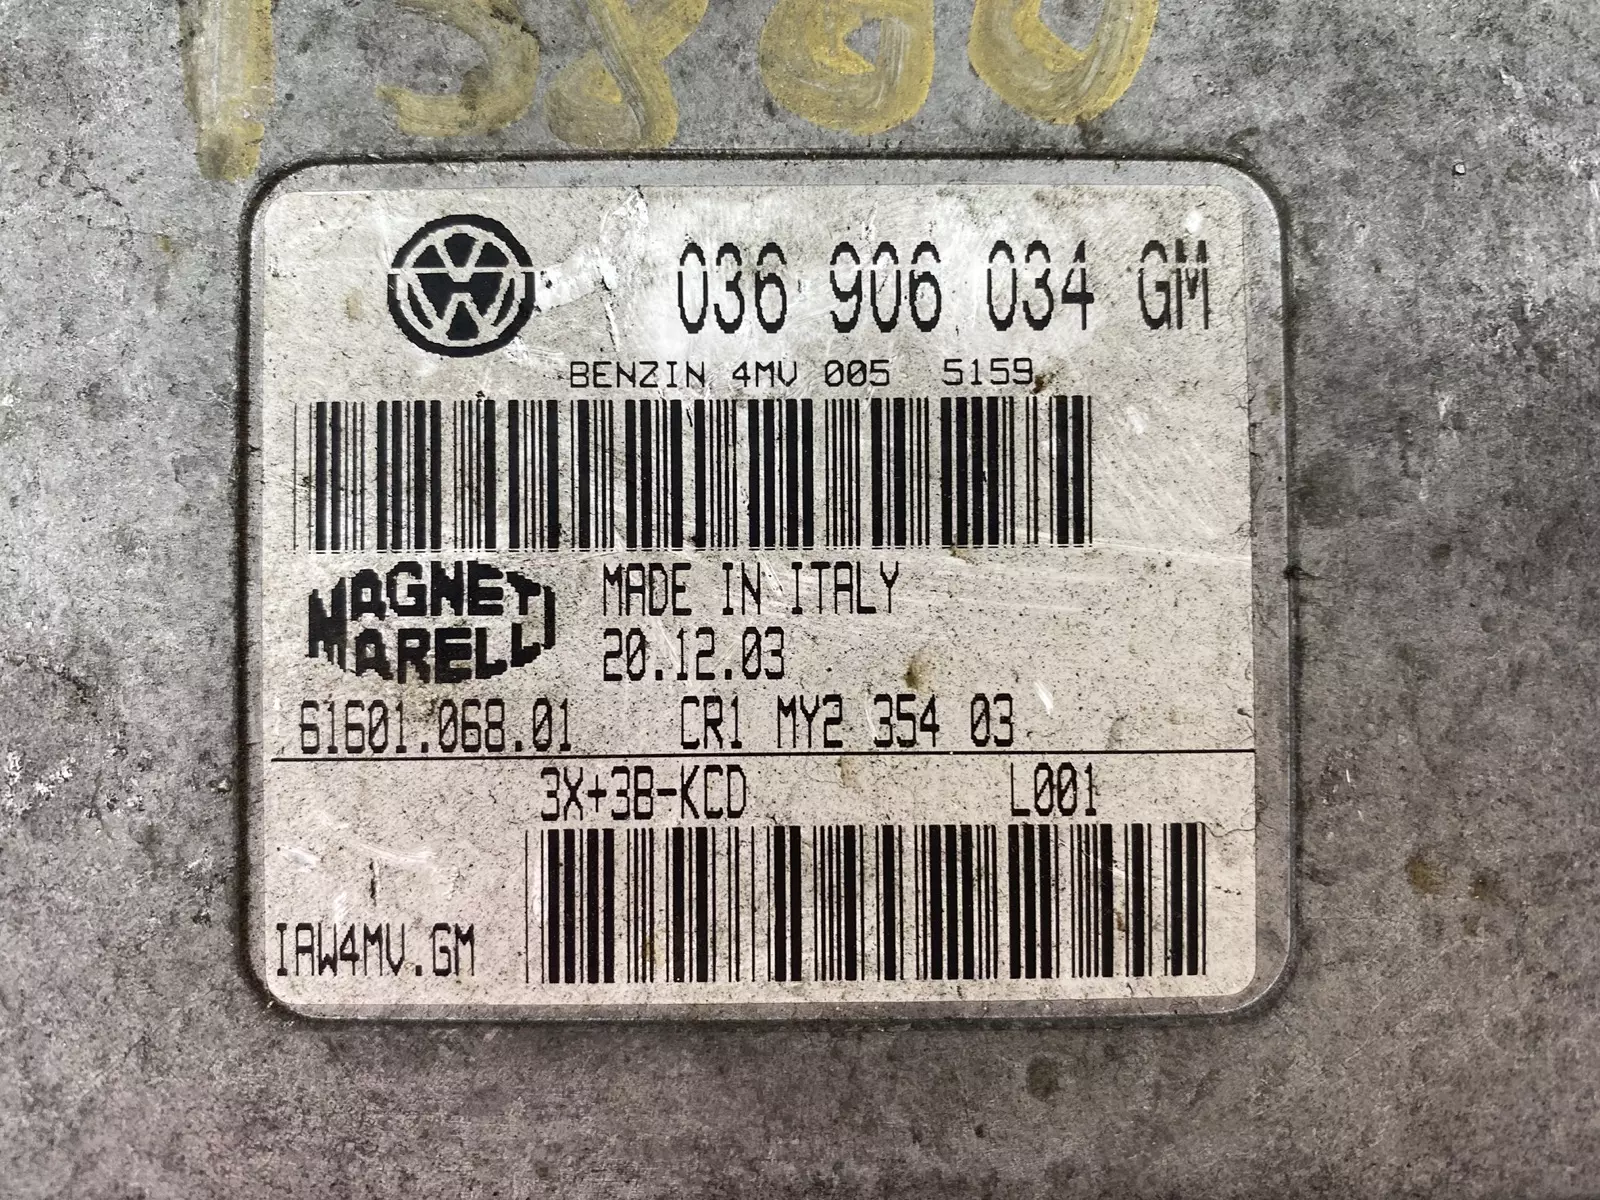 15860
036 906 034 GM
BENZIN 4MV 005 5159
MAGNETI MARELLI
MADE IN ITALY
20.12.03
61601.068.01 CR1 MY2 354 03
3X+3B-KCD L001
IAW4MV.GM